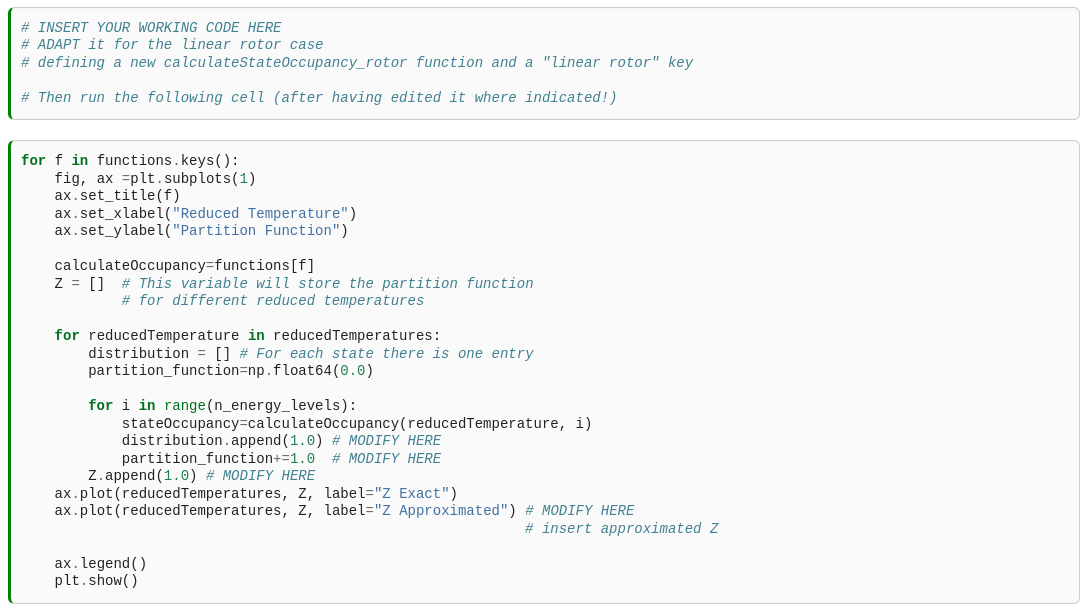 # INSERT YOUR WORKING CODE HERE
# ADAPT it for the linear rotor case
# defining a new calculateStateOccupancy_rotor function and a "linear rotor" key
# Then run the following cell (after having edited it where indicated!)
for f in functions.keys():
    fig, ax =plt.subplots(1)
    ax.set_title(f)
    ax.set_xlabel("Reduced Temperature")
    ax.set_ylabel("Partition Function")
    calculateOccupancy=functions[f]
    Z = []  # This variable will store the partition function
            # for different reduced temperatures
    for reducedTemperature in reducedTemperatures:
        distribution = [] # For each state there is one entry
        partition_function=np.float64(0.0)
        for i in range(n_energy_levels):
            stateOccupancy=calculateOccupancy(reducedTemperature, i)
            distribution.append(1.0) # MODIFY HERE
            partition_function+=1.0  # MODIFY HERE
        Z.append(1.0) # MODIFY HERE
    ax.plot(reducedTemperatures, Z, label="Z Exact")
    ax.plot(reducedTemperatures, Z, label="Z Approximated") # MODIFY HERE
                                                            # insert approximated Z
    ax.legend()
    plt.show()